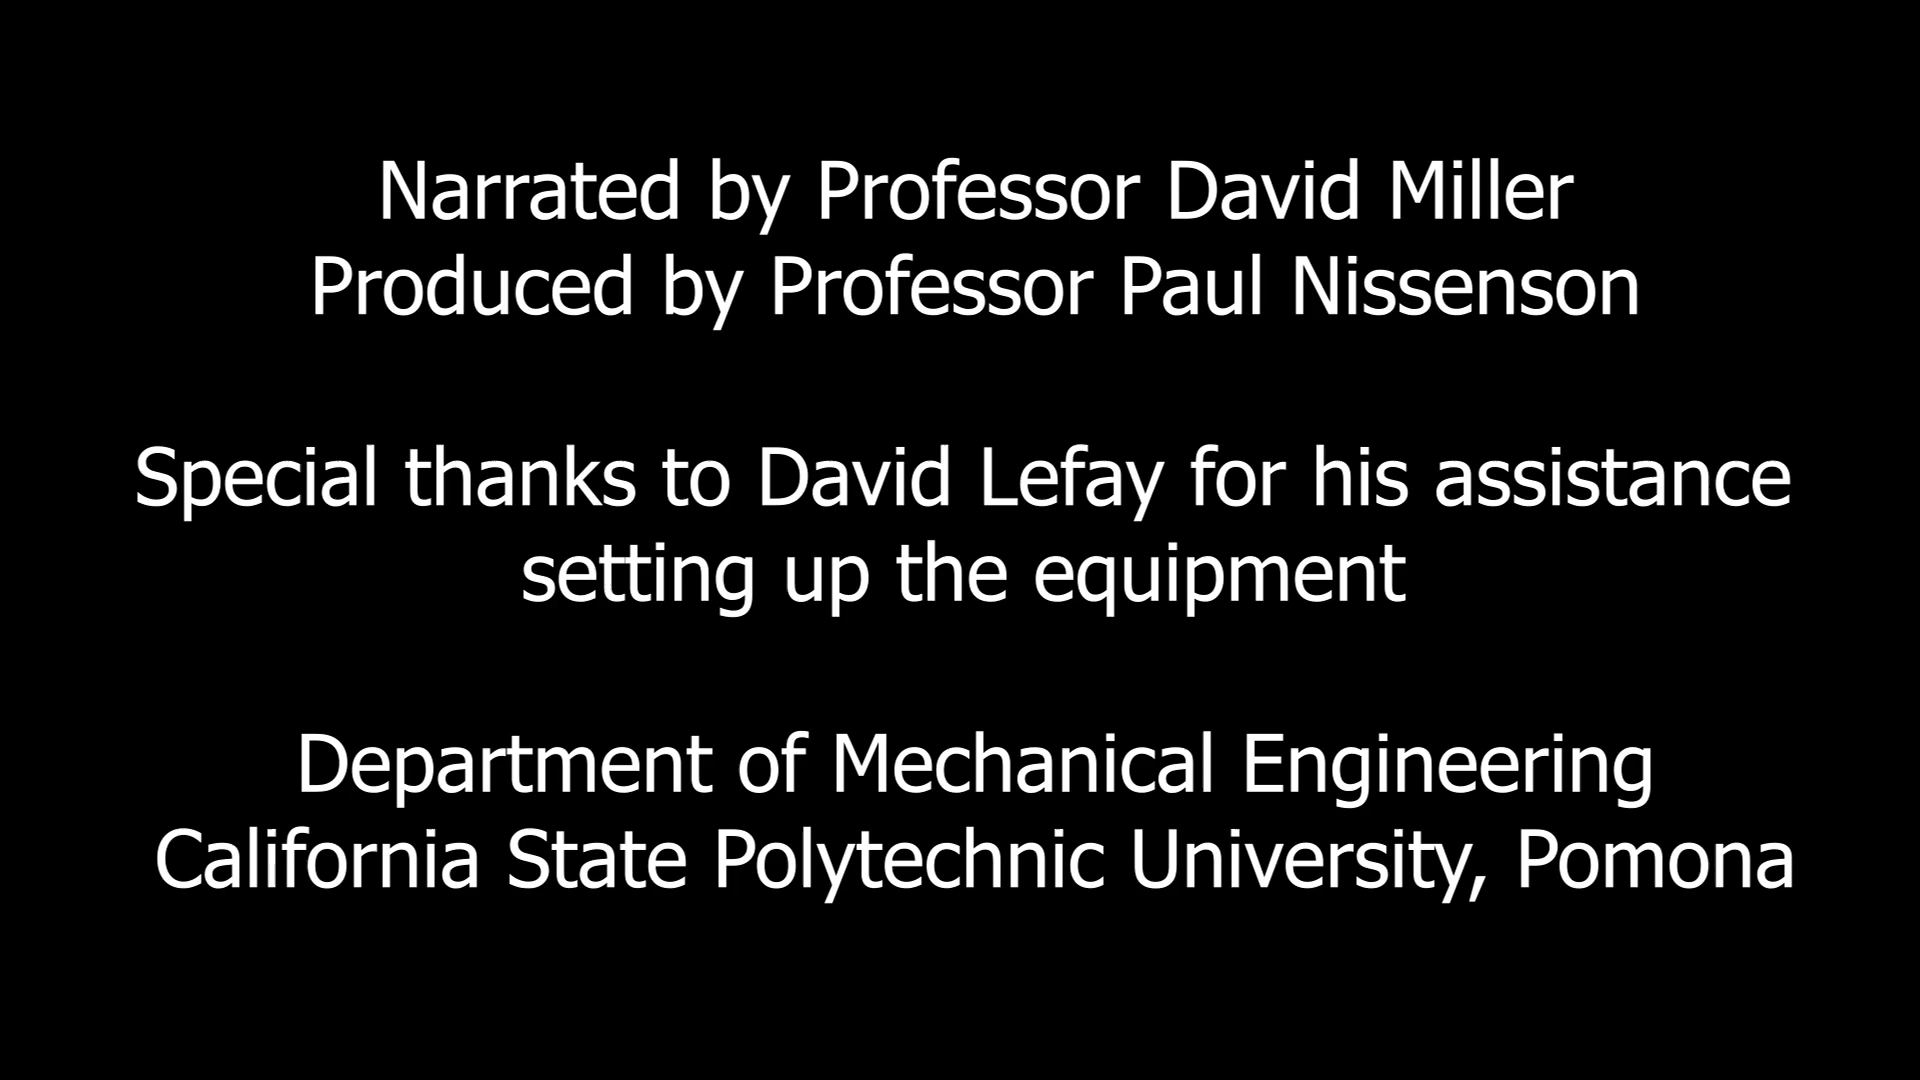 Narrated by Professor David Miller
Produced by Professor Paul Nissenson
Special thanks to David Lefay for his assistance
setting up the equipment
Department of Mechanical Engineering
California State Polytechnic University, Pomona